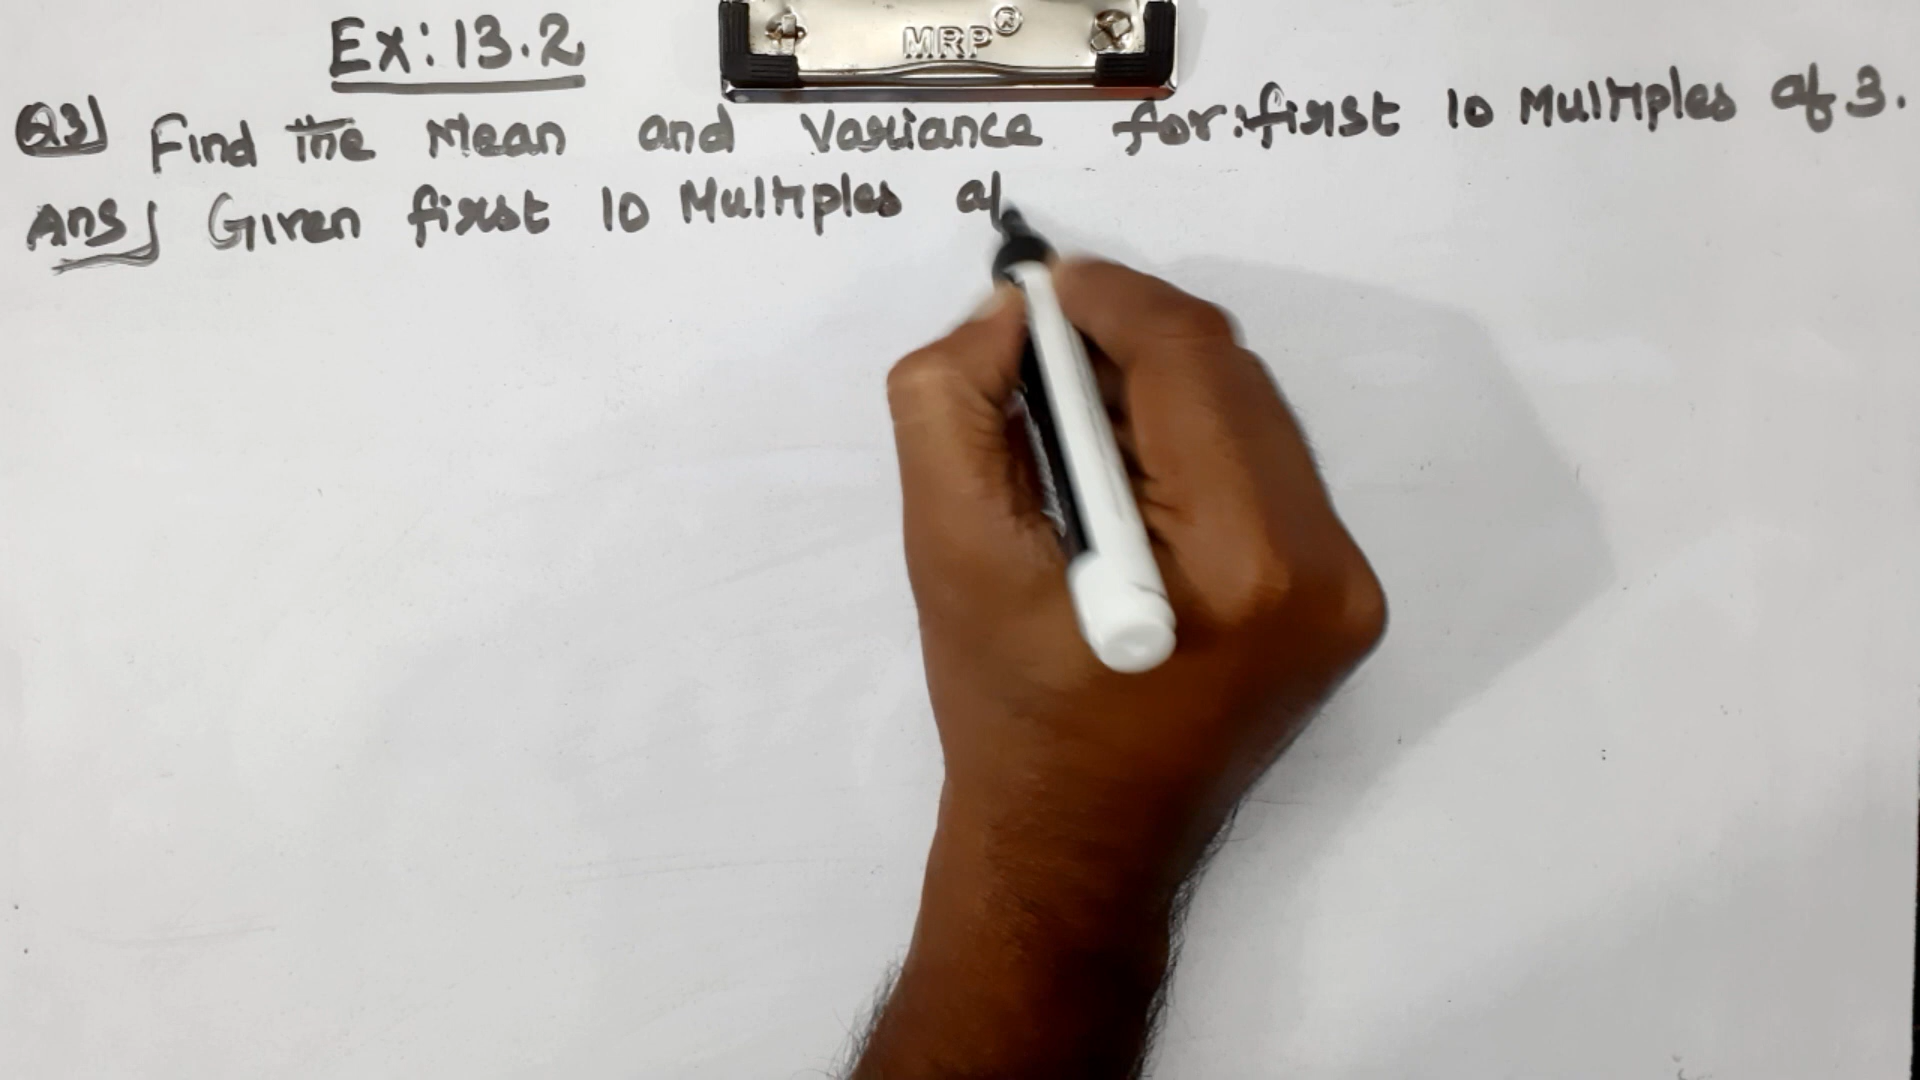 Ex: 13.2
MRP®
Q3) Find the Mean and Variance for: first 10 Multiples of 3.
Ans) Given first 10 Multiples of